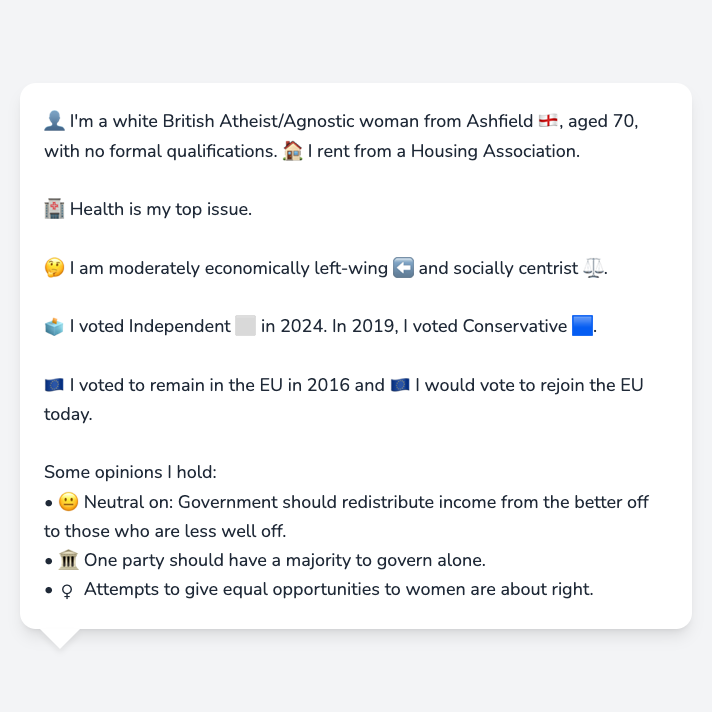 👤 I'm a white British Atheist/Agnostic woman from Ashfield 🏴󠁧󠁢󠁥󠁮󠁧󠁿, aged 70,
with no formal qualifications. 🏠 I rent from a Housing Association.
🏥 Health is my top issue.
🤔 I am moderately economically left-wing ⬅️ and socially centrist ⚖️.
🗳️ I voted Independent ⬜ in 2024. In 2019, I voted Conservative 🟦.
🇪🇺 I voted to remain in the EU in 2016 and 🇪🇺 I would vote to rejoin the EU
today.
Some opinions I hold:
• 😐 Neutral on: Government should redistribute income from the better off
to those who are less well off.
• 🏛️ One party should have a majority to govern alone.
• ♀ Attempts to give equal opportunities to women are about right.